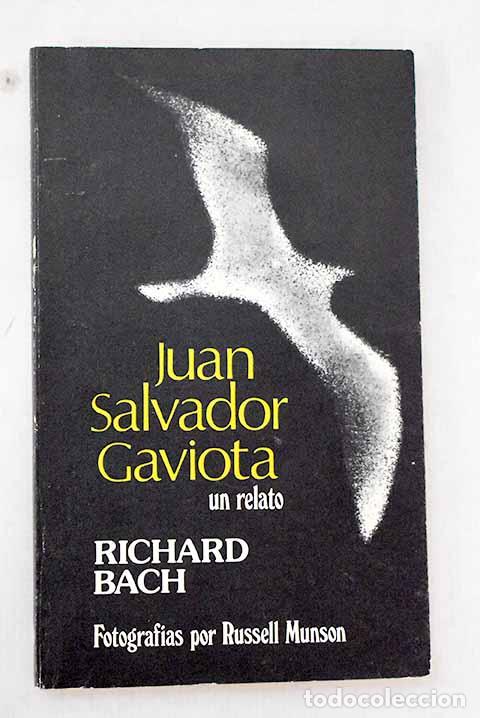 Juan
Salvador
Gaviota
un relato
RICHARD
BACH
Fotografías por Russell Munson
todocoleccion